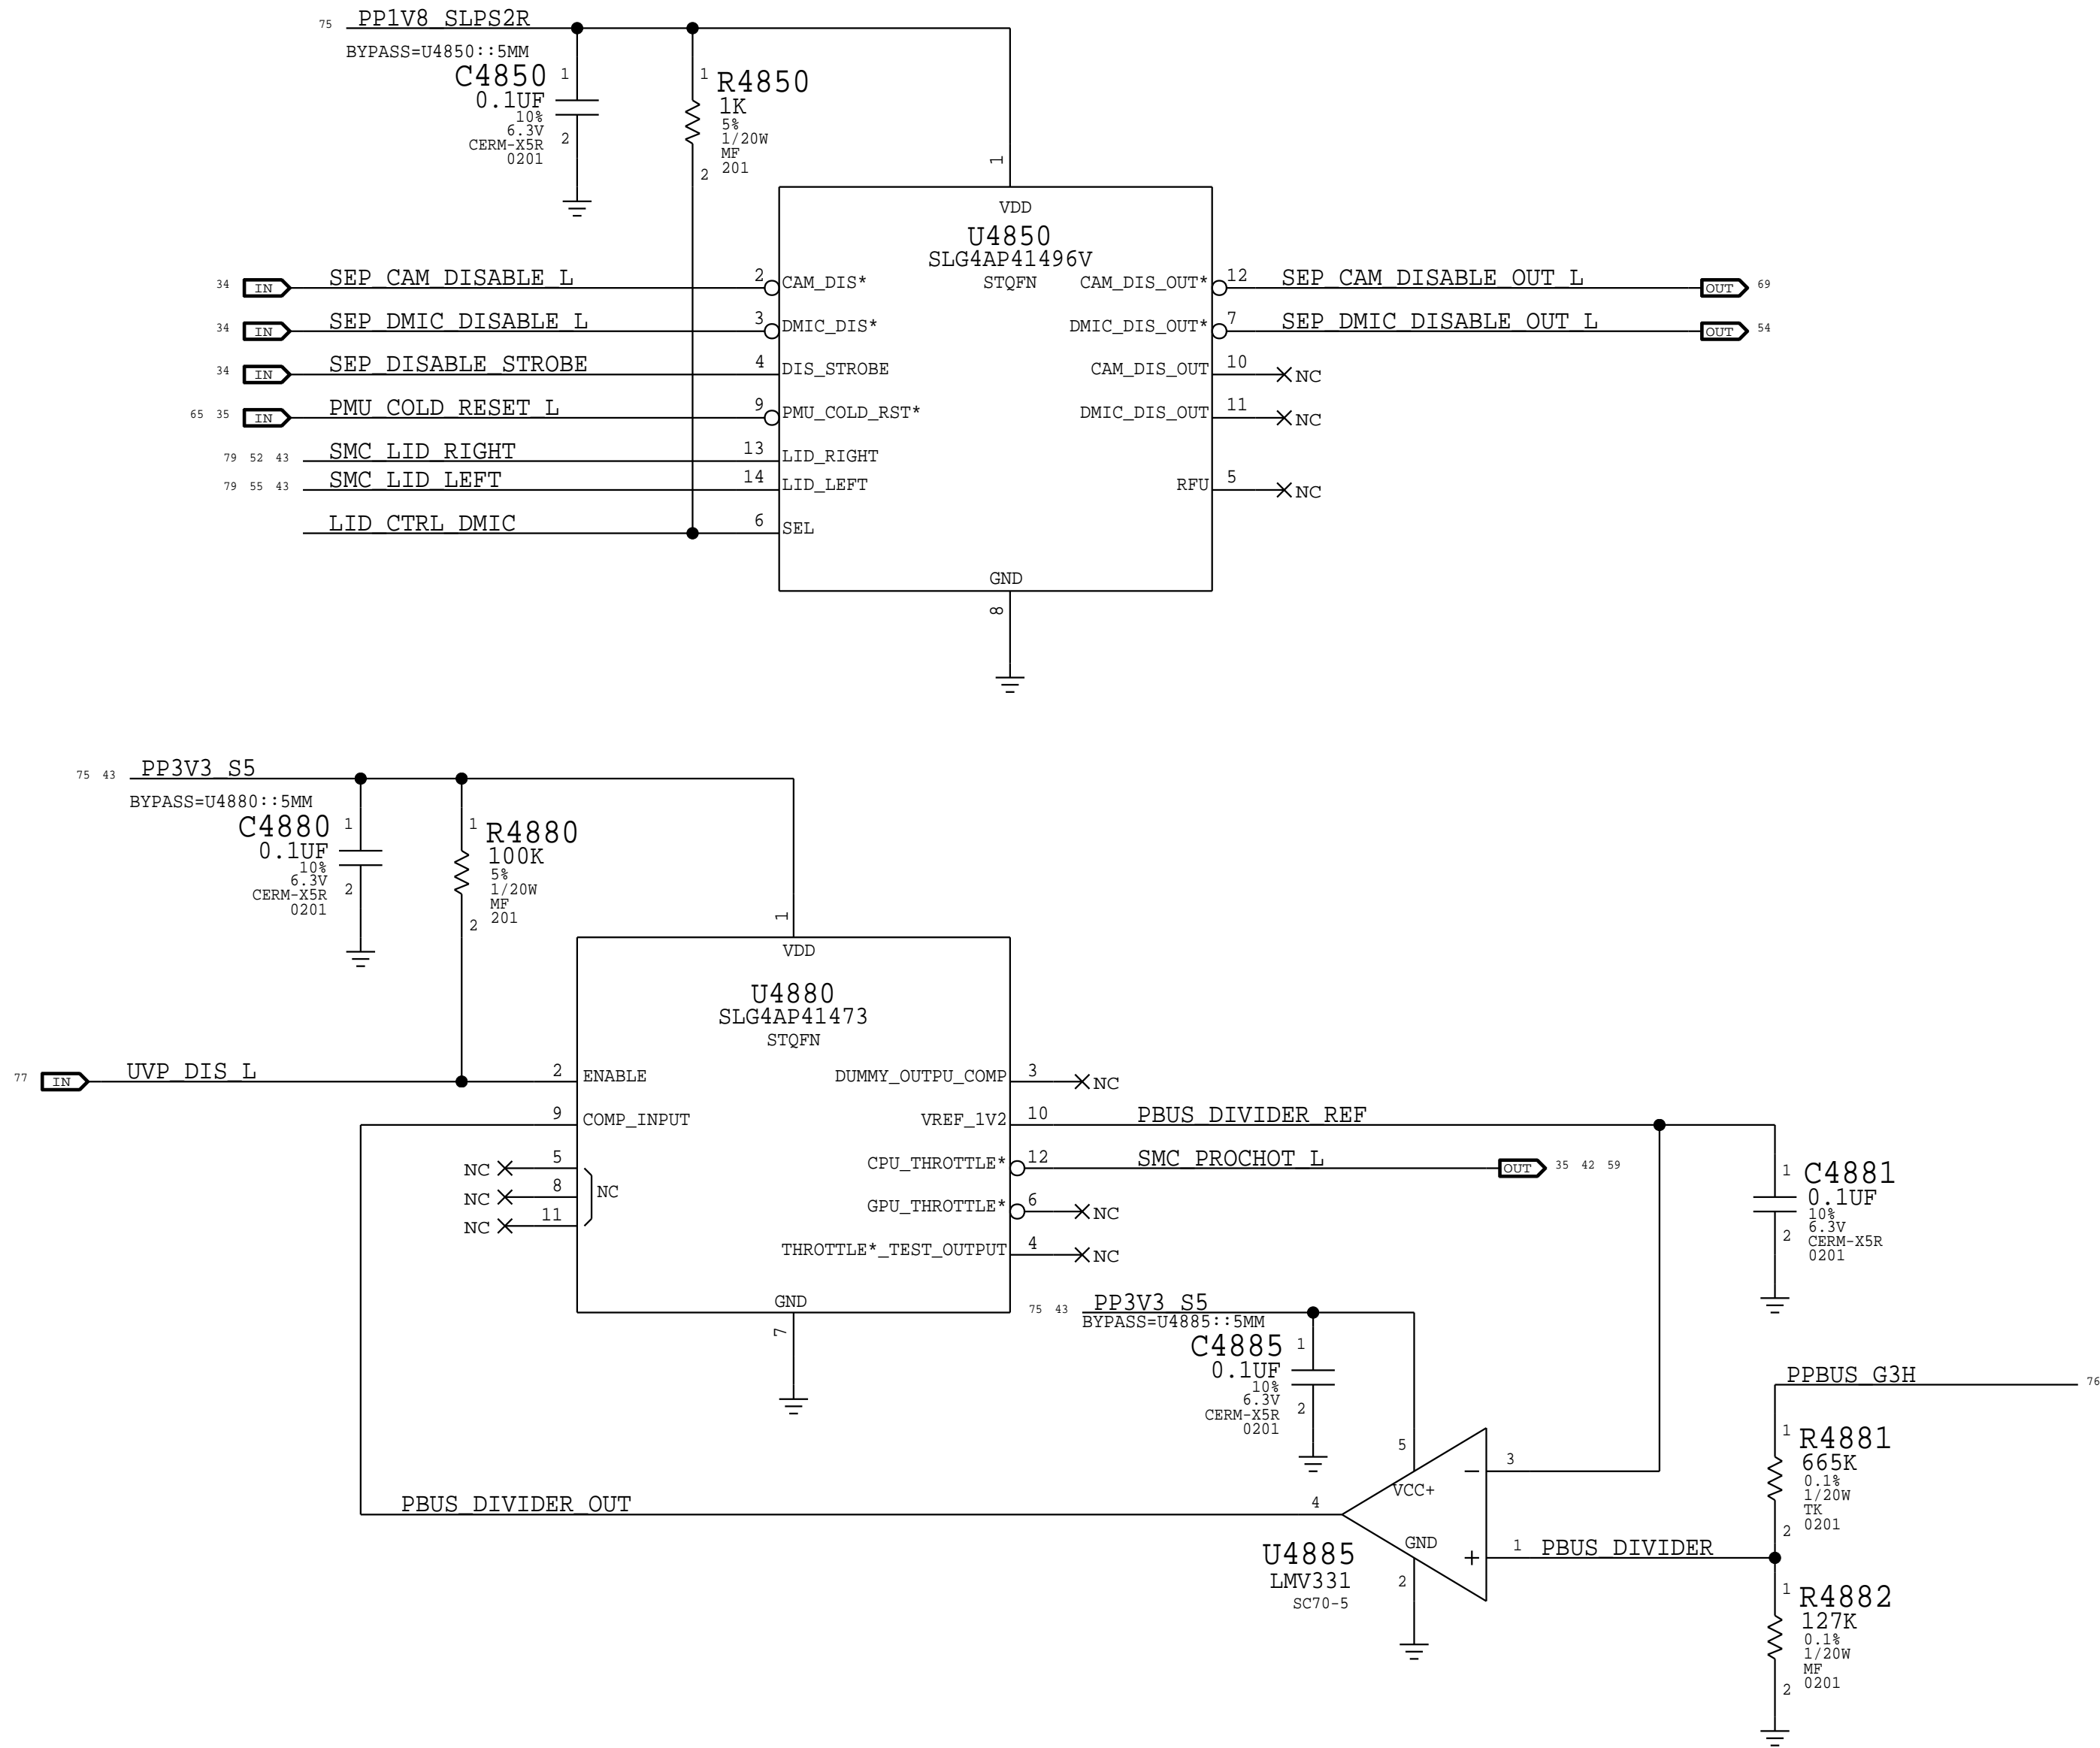 75 PP1V8_SLPS2R
BYPASS=U4850::5MM
C4850 1
0.1UF
10%
6.3V
CERM-X5R
0201
2
1 R4850
1K
5%
1/20W
MF
201
2
1
VDD
U4850
SLG4AP41496V
STQFN
34 IN SEP_CAM_DISABLE_L 2 CAM_DIS*
CAM_DIS_OUT* 12 SEP_CAM_DISABLE_OUT_L OUT 69
34 IN SEP_DMIC_DISABLE_L 3 DMIC_DIS*
DMIC_DIS_OUT* 7 SEP_DMIC_DISABLE_OUT_L OUT 54
34 IN SEP_DISABLE_STROBE 4 DIS_STROBE
CAM_DIS_OUT 10 NC
65 35 IN PMU_COLD_RESET_L 9 PMU_COLD_RST*
DMIC_DIS_OUT 11 NC
79 52 43 SMC_LID_RIGHT 13 LID_RIGHT
79 55 43 SMC_LID_LEFT 14 LID_LEFT
RFU 5 NC
LID_CTRL_DMIC 6 SEL
GND
8
75 43 PP3V3_S5
BYPASS=U4880::5MM
C4880 1
0.1UF
10%
6.3V
CERM-X5R
0201
2
1 R4880
100K
5%
1/20W
MF
201
2
1
VDD
U4880
SLG4AP41473
STQFN
77 IN UVP_DIS_L 2 ENABLE
DUMMY_OUTPU_COMP 3 NC
9 COMP_INPUT
VREF_1V2 10 PBUS_DIVIDER_REF
NC 5
CPU_THROTTLE* 12 SMC_PROCHOT_L OUT 35 42 59
NC 8 NC
GPU_THROTTLE* 6 NC
NC 11
THROTTLE*_TEST_OUTPUT 4 NC
GND
7
1 C4881
0.1UF
10%
6.3V
CERM-X5R
0201
2
75 43 PP3V3_S5
BYPASS=U4885::5MM
C4885 1
0.1UF
10%
6.3V
CERM-X5R
0201
2
PPBUS_G3H 76
1 R4881
665K
0.1%
1/20W
TK
0201
2
5
− 3
VCC+
PBUS_DIVIDER_OUT 4
GND
+ 1 PBUS_DIVIDER
U4885
LMV331
SC70-5
2
1 R4882
127K
0.1%
1/20W
MF
0201
2